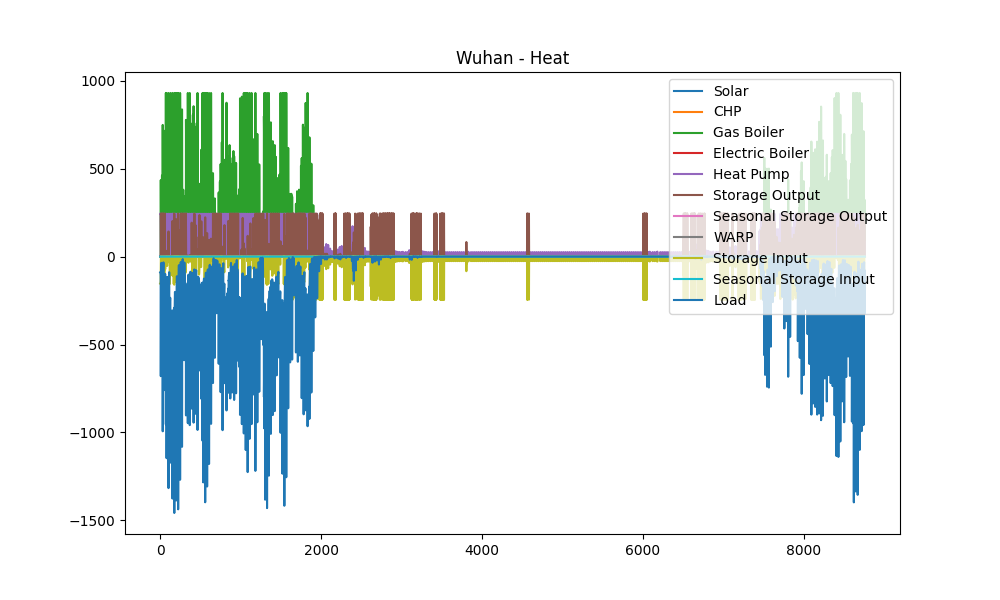 Wuhan - Heat
1000
500
0
−500
−1000
−1500
0
2000
4000
6000
8000
Solar
CHP
Gas Boiler
Electric Boiler
Heat Pump
Storage Output
Seasonal Storage Output
WARP
Storage Input
Seasonal Storage Input
Load